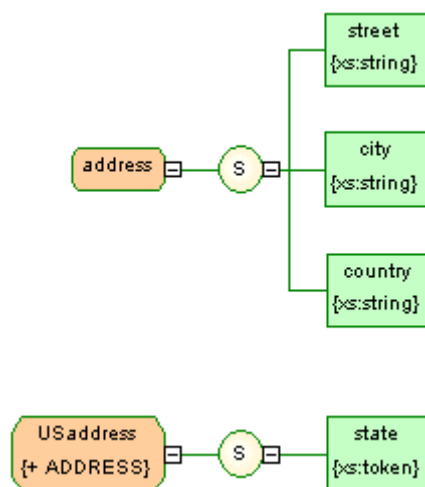 street
{xs:string}
address
S
city
{xs:string}
country
{xs:string}
USaddress
{+ ADDRESS}
S
state
{xs:token}